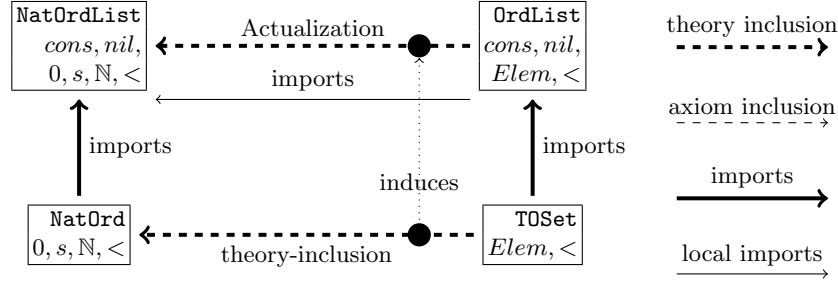 NatOrdList
cons, nil,
0, s, ℕ, <
Actualization
imports
OrdList
cons, nil,
Elem, <
imports
imports
induces
NatOrd
0, s, ℕ, <
theory-inclusion
TOSet
Elem, <
theory inclusion
axiom inclusion
imports
local imports